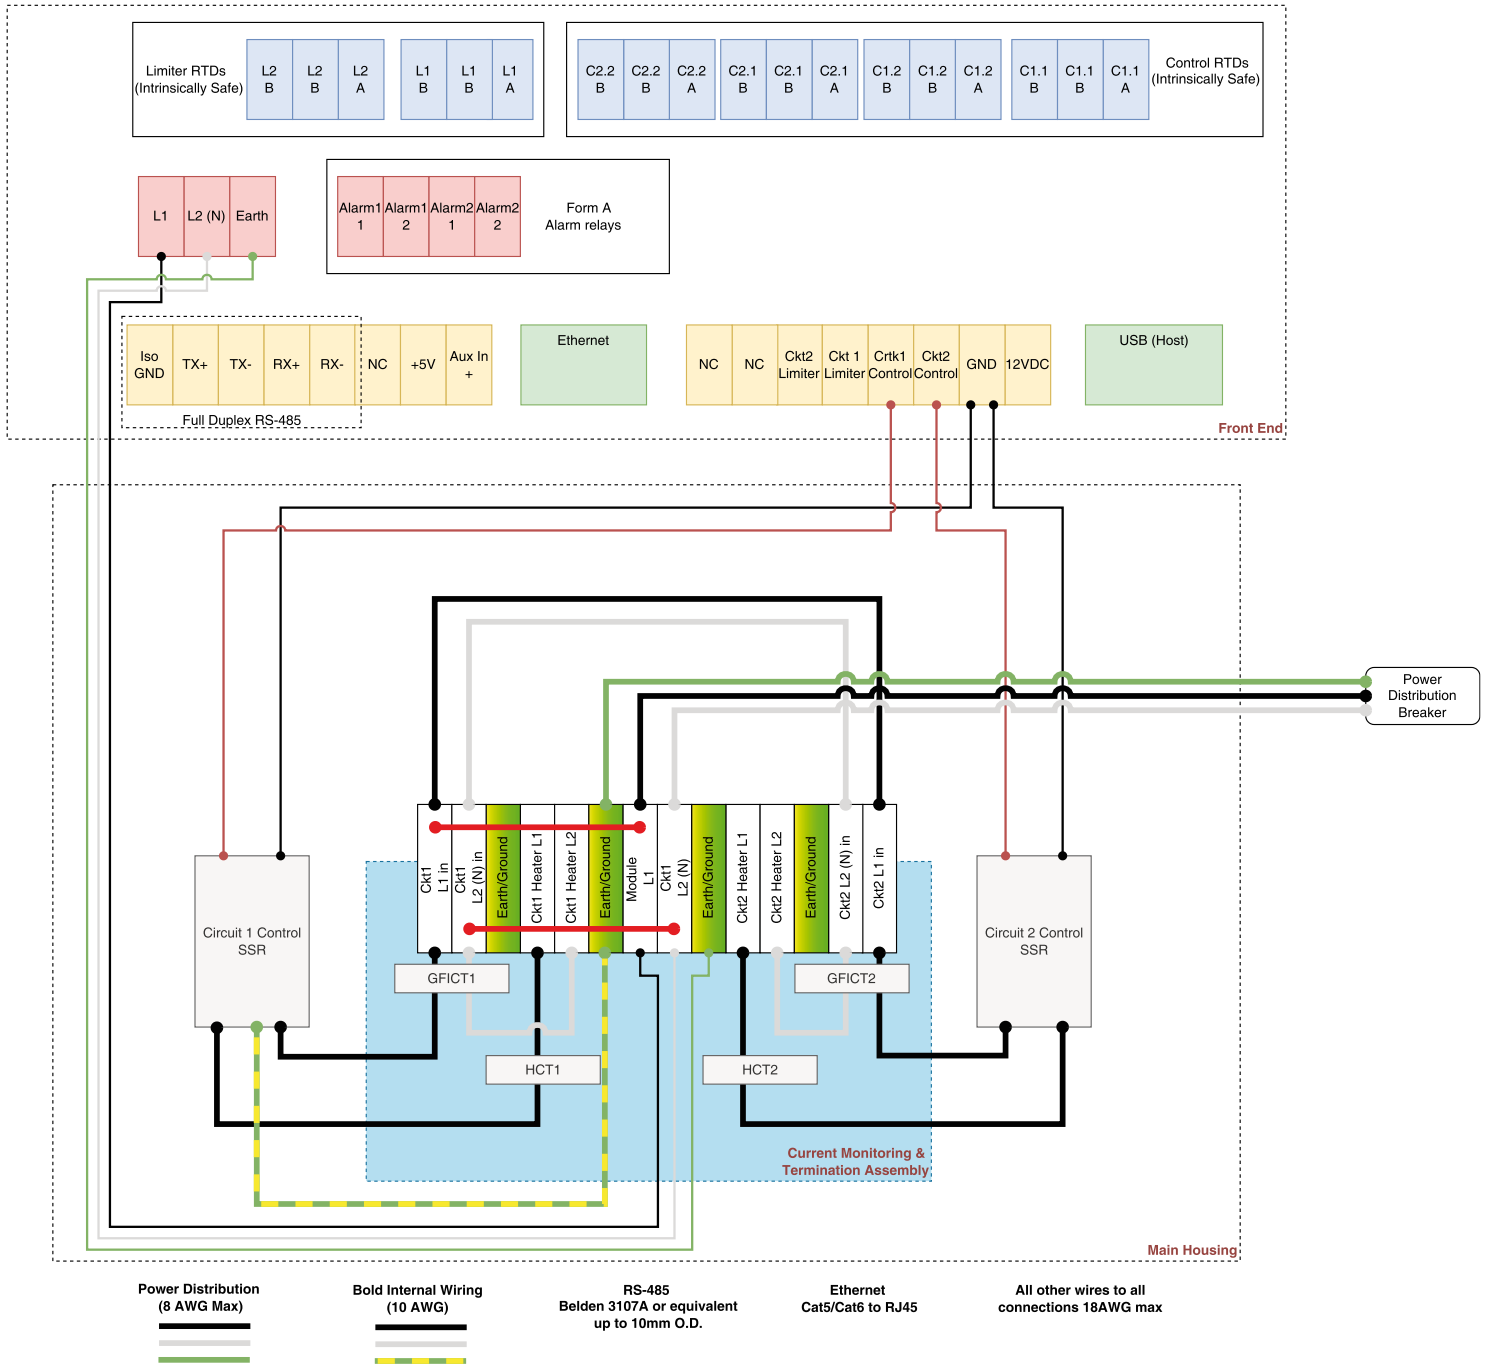 Limiter RTDs
(Intrinsically Safe)
L2 L2 L2 L1 L1 L1
B B A B B A
C2.2 C2.2 C2.2 C2.1 C2.1 C2.1 C1.2 C1.2 C1.2 C1.1 C1.1 C1.1
B B A B B A B B A B B A
Control RTDs
(Intrinsically Safe)
L1 L2 (N) Earth
Alarm1 Alarm1 Alarm2 Alarm2
1 2 1 2
Form A
Alarm relays
Iso
GND
TX+ TX- RX+ RX- NC +5V
Aux In
+
Full Duplex RS-485
Ethernet
NC NC
Ckt2
Limiter
Ckt 1
Limiter
Crtk1
Control
Ckt2
Control
GND 12VDC
USB (Host)
Front End
Power
Distribution
Breaker
Ckt1
L1 in
Ckt1
L2 (N) in
Earth/Ground
Ckt1 Heater L1
Ckt1 Heater L2
Earth/Ground
Module
L1
Ckt1
L2 (N)
Earth/Ground
Ckt2 Heater L1
Ckt2 Heater L2
Earth/Ground
Ckt2 L2 (N) in
Ckt2 L1 in
Circuit 1 Control
SSR
Circuit 2 Control
SSR
GFICT1
GFICT2
HCT1
HCT2
Current Monitoring &
Termination Assembly
Main Housing
Power Distribution
(8 AWG Max)
Bold Internal Wiring
(10 AWG)
RS-485
Belden 3107A or equivalent
up to 10mm O.D.
Ethernet
Cat5/Cat6 to RJ45
All other wires to all
connections 18AWG max